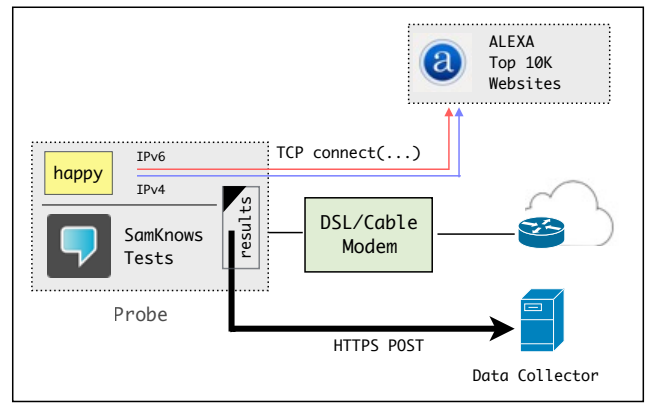 ALEXA
Top 10K
Websites
a
TCP connect(...)
IPv6
happy
IPv4
SamKnows
Tests
results
DSL/Cable
Modem
Probe
HTTPS POST
Data Collector